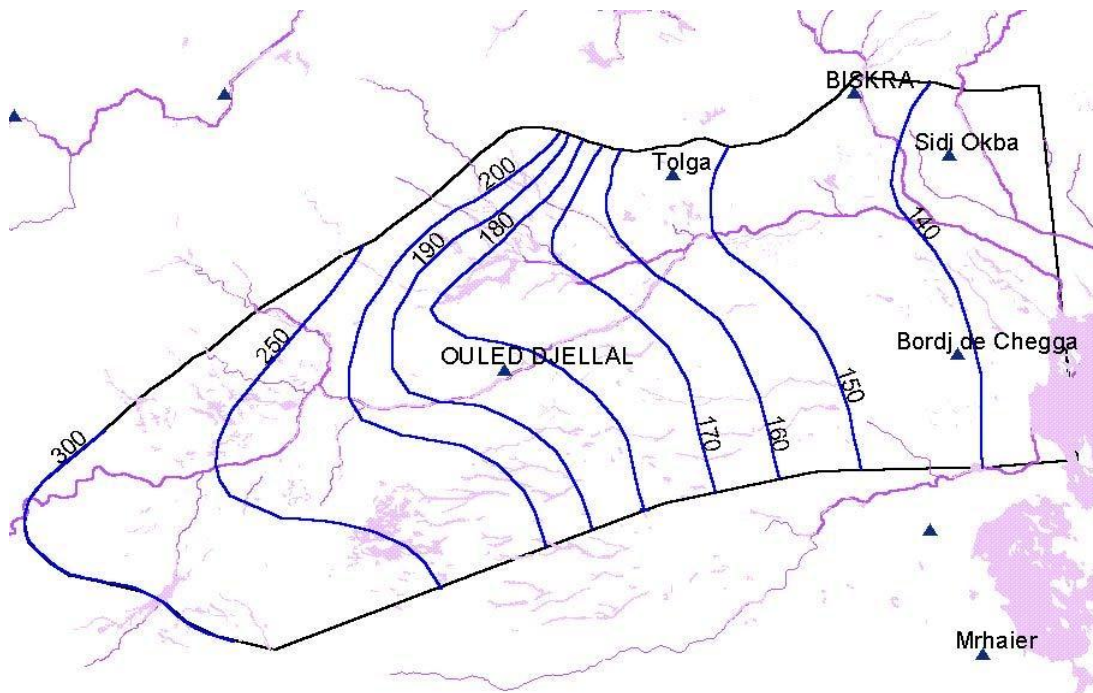 BISKRA
Sidi Okba
Tolga
200
180
190
140
250
Bordj de Chegga
OULED DJELLAL
150
170
160
300
Mrhaier